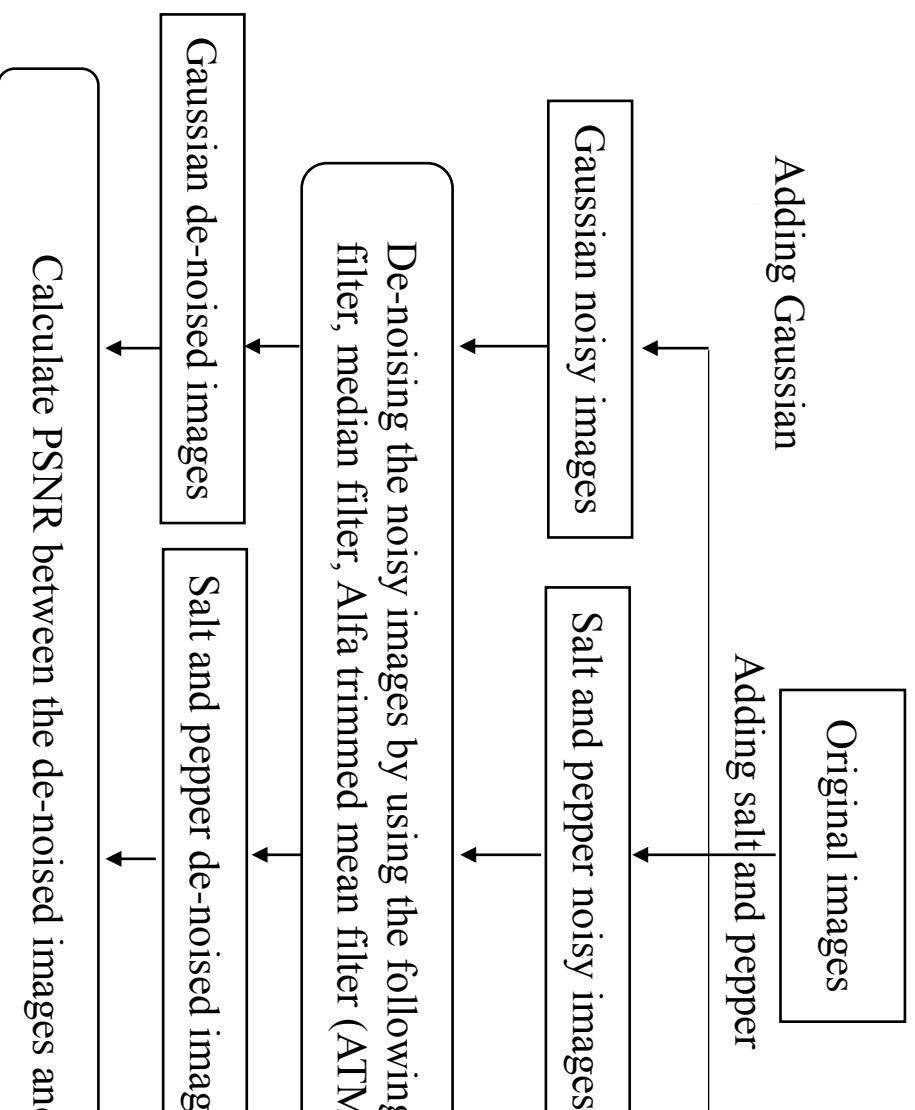 Original images
Adding Gaussian
Adding salt and pepper
Gaussian noisy images
Salt and pepper noisy images
De-noising the noisy images by using the following
filter, median filter, Alfa trimmed mean filter (ATM
Gaussian de-noised images
Salt and pepper de-noised imag
Calculate PSNR between the de-noised images and